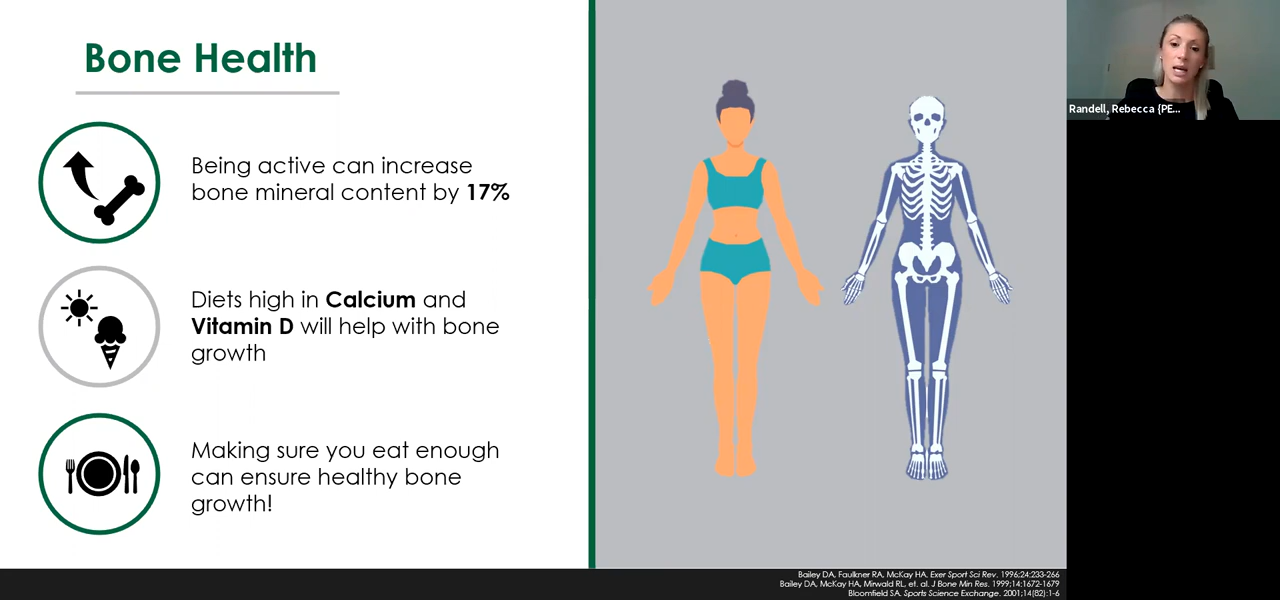 Bone Health
Being active can increase
bone mineral content by 17%
Diets high in Calcium and
Vitamin D will help with bone
growth
Making sure you eat enough
can ensure healthy bone
growth!
Randell, Rebecca {PE...
Bailey DA, Faulkner RA, McKay HA. Exer Sport Sci Rev. 1996;24:233-266
Bailey DA, McKay HA, Mirwald RL, et. al. J Bone Min Res. 1999;14:1672-1679
Bloomfield SA. Sports Science Exchange. 2001;14(82):1-6